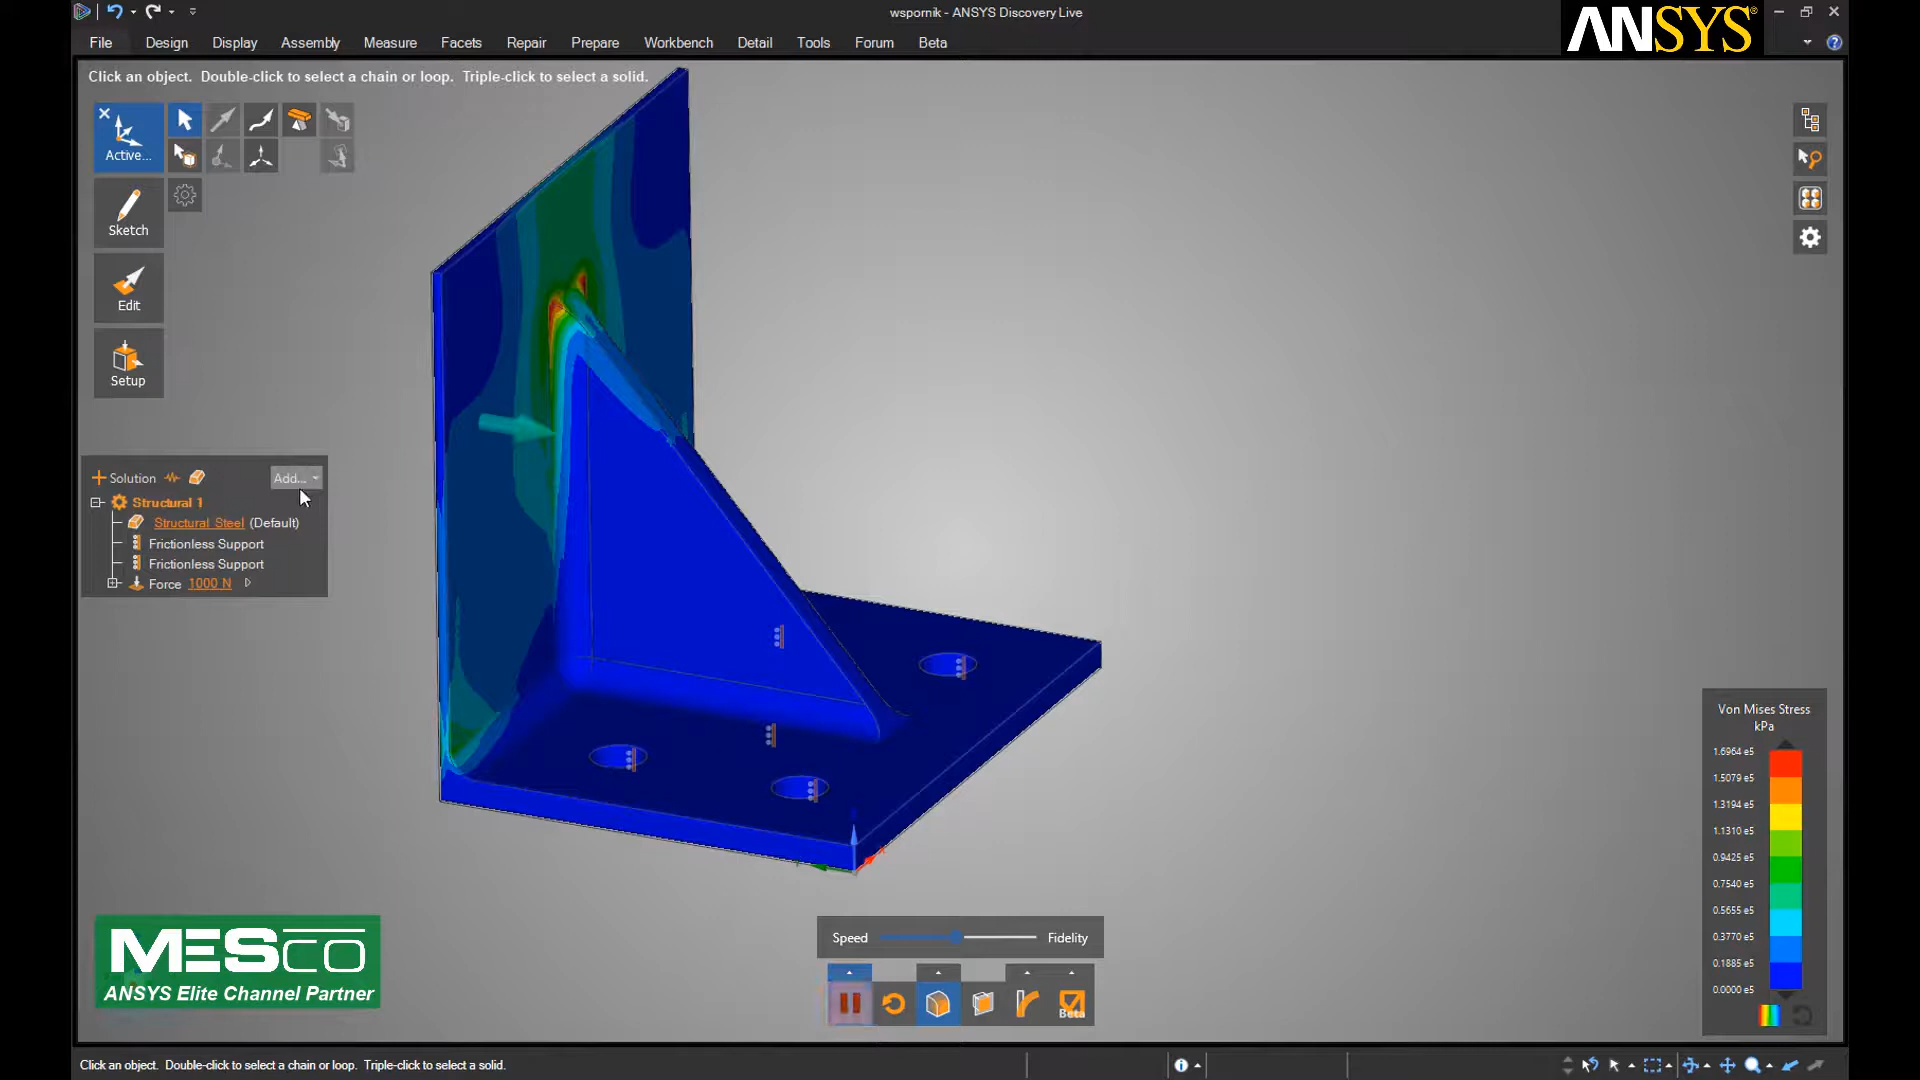 wspornik - ANSYS Discovery Live
ANSYS
File Design Display Assembly Measure Facets Repair Prepare Workbench Detail Tools Forum Beta
Click an object. Double-click to select a chain or loop. Triple-click to select a solid.
Active...
Sketch
Edit
Setup
Solution Add...
Structural 1
Structural Steel (Default)
Frictionless Support
Frictionless Support
Force 1000 N
Von Mises Stress
kPa
1.6964 e5
1.5079 e5
1.3194 e5
1.1310 e5
0.9425 e5
0.7540 e5
0.5655 e5
0.3770 e5
0.1885 e5
0.0000 e5
MESco
ANSYS Elite Channel Partner
Speed Fidelity
Beta
Click an object. Double-click to select a chain or loop. Triple-click to select a solid.